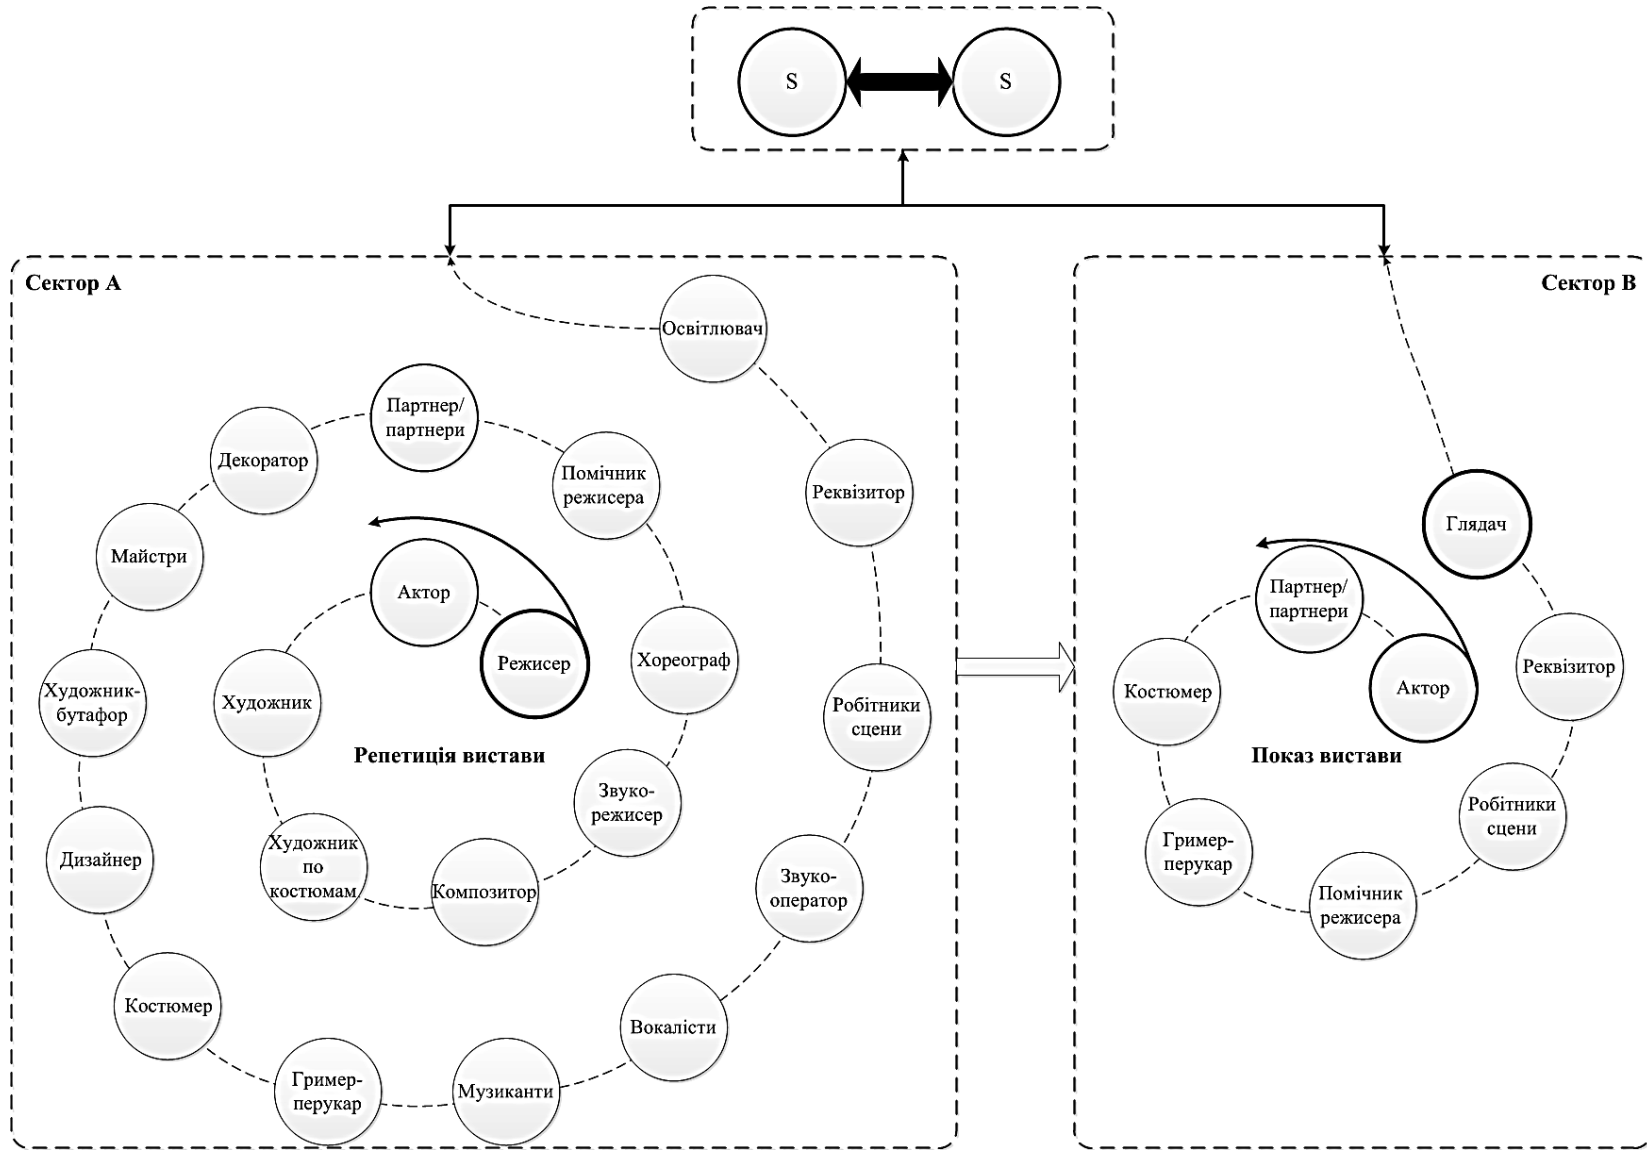 S
S
Сектор А
Сектор В
Освітлювач
Партнер/
партнери
Декоратор
Помічник
режисера
Реквізитор
Майстри
Актор
Режисер
Хореограф
Художник-
бутафор
Художник
Робітники
сцени
Репетиція вистави
Звуко-
режисер
Дизайнер
Художник
по
костюмам
Композитор
Звуко-
оператор
Костюмер
Вокалісти
Гример-
перукар
Музиканти
Глядач
Партнер/
партнери
Реквізитор
Костюмер
Актор
Показ вистави
Робітники
сцени
Гример-
перукар
Помічник
режисера